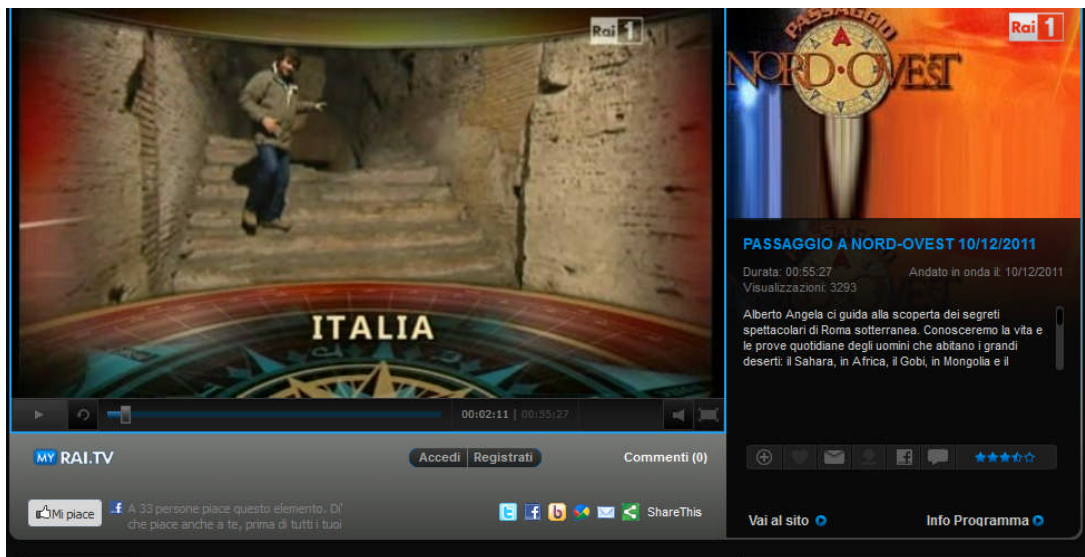 Rai 1
ITALIA
00:02:11 | 00:55:27
MY RAI.TV
Accedi Registrati
Commenti (0)
Mi piace
A 33 persone piace questo elemento. Di'
che piace anche a te, prima di tutti i tuoi
ShareThis
PASSAGGIO A
NORD·OVEST
Rai 1
PASSAGGIO A NORD-OVEST 10/12/2011
Durata: 00:55:27 Andato in onda il: 10/12/2011
Visualizzazioni: 3293
Alberto Angela ci guida alla scoperta dei segreti
spettacolari di Roma sotterranea. Conosceremo la vita e
le prove quotidiane degli uomini che abitano i grandi
deserti: il Sahara, in Africa, il Gobi, in Mongolia e il
Vai al sito
Info Programma